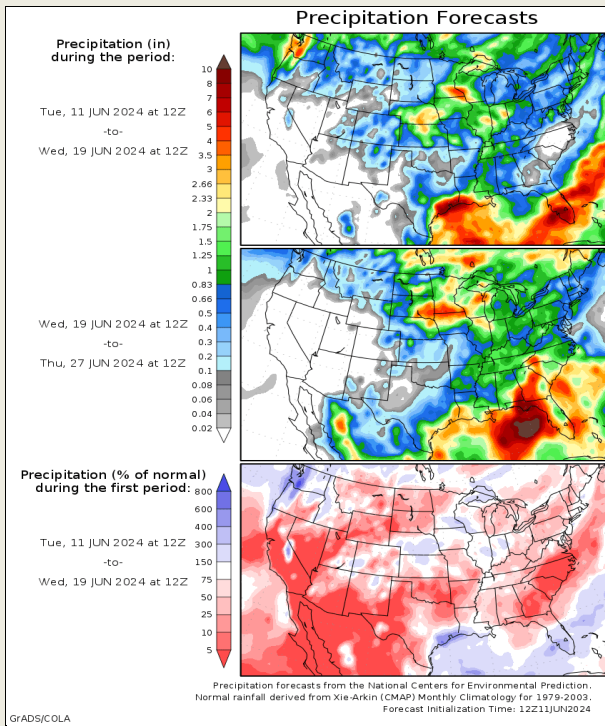 Precipitation Forecasts
Precipitation (in)
during the period:
Tue, 11 JUN 2024 at 12Z
-to-
Wed, 19 JUN 2024 at 12Z
10
8
7
6
5
4
3.5
3
2.66
2.33
2
1.75
1.5
1.25
1
0.83
0.66
0.5
0.4
0.3
0.2
0.1
0.08
0.06
0.04
0.02
Wed, 19 JUN 2024 at 12Z
-to-
Thu, 27 JUN 2024 at 12Z
Precipitation (% of normal)
during the first period:
Tue, 11 JUN 2024 at 12Z
-to-
Wed, 19 JUN 2024 at 12Z
800
600
400
300
150
75
50
25
10
5
Precipitation forecasts from the National Centers for Environmental Prediction.
Normal rainfall derived from Xie-Arkin (CMAP) Monthly Climatology for 1979-2003.
Forecast Initialization Time: 12Z11JUN2024
GrADS/COLA